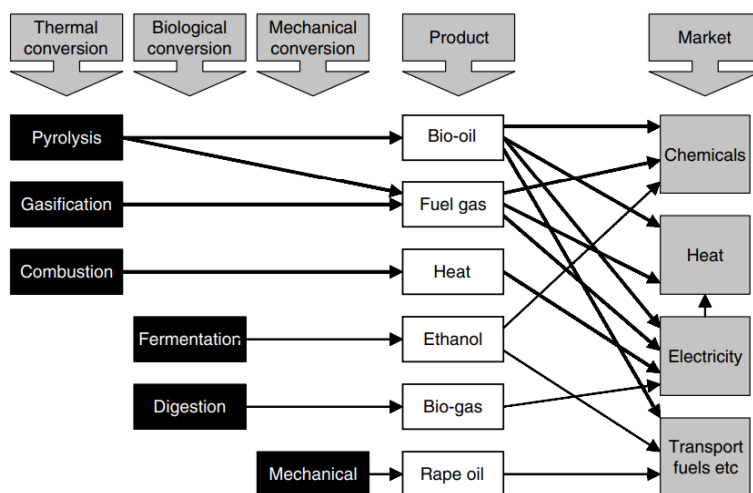 Thermal
conversion
Biological
conversion
Mechanical
conversion
Product
Market
Pyrolysis
Bio-oil
Chemicals
Gasification
Fuel gas
Heat
Combustion
Heat
Fermentation
Ethanol
Electricity
Digestion
Bio-gas
Transport
fuels etc
Mechanical
Rape oil